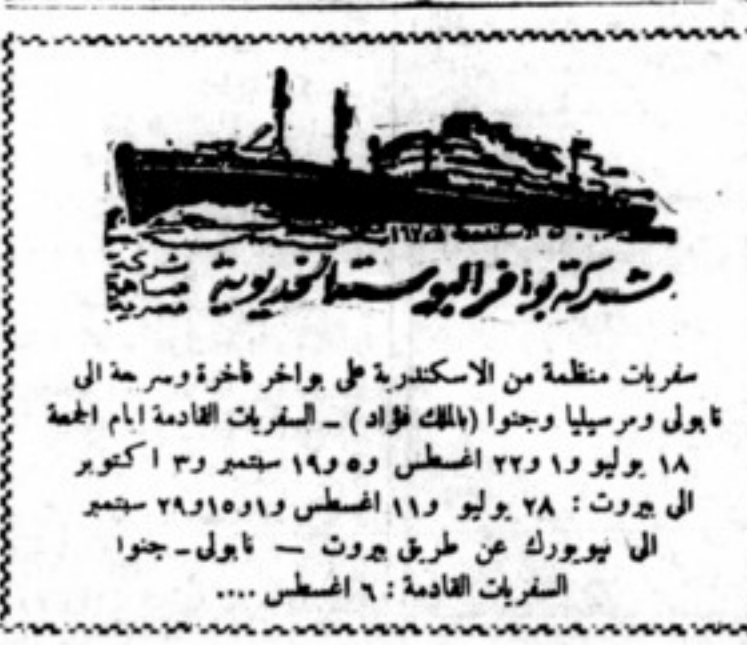 شركة بواخر البوستة الخديوية
شركة
مساهمة
مصرية
سفريات منظمة من الاسكندرية على بواخر فاخرة وسريعة الى
نابولى ومرسيليا وجنوا (بالملك فؤاد) ــ السفريات القادمة ايام الجمعة
١٨ يوليو و١ و٢٢ اغسطس و٥ و١٩ سبتمبر و٣ اكتوبر
الى بيروت : ٢٨ يوليو و١١ اغسطس و١ و١٥ و٢٩ سبتمبر
الى نيويورك عن طريق بيروت — نابولى ــ جنوا
السفريات القادمة : ٦ اغسطس ....